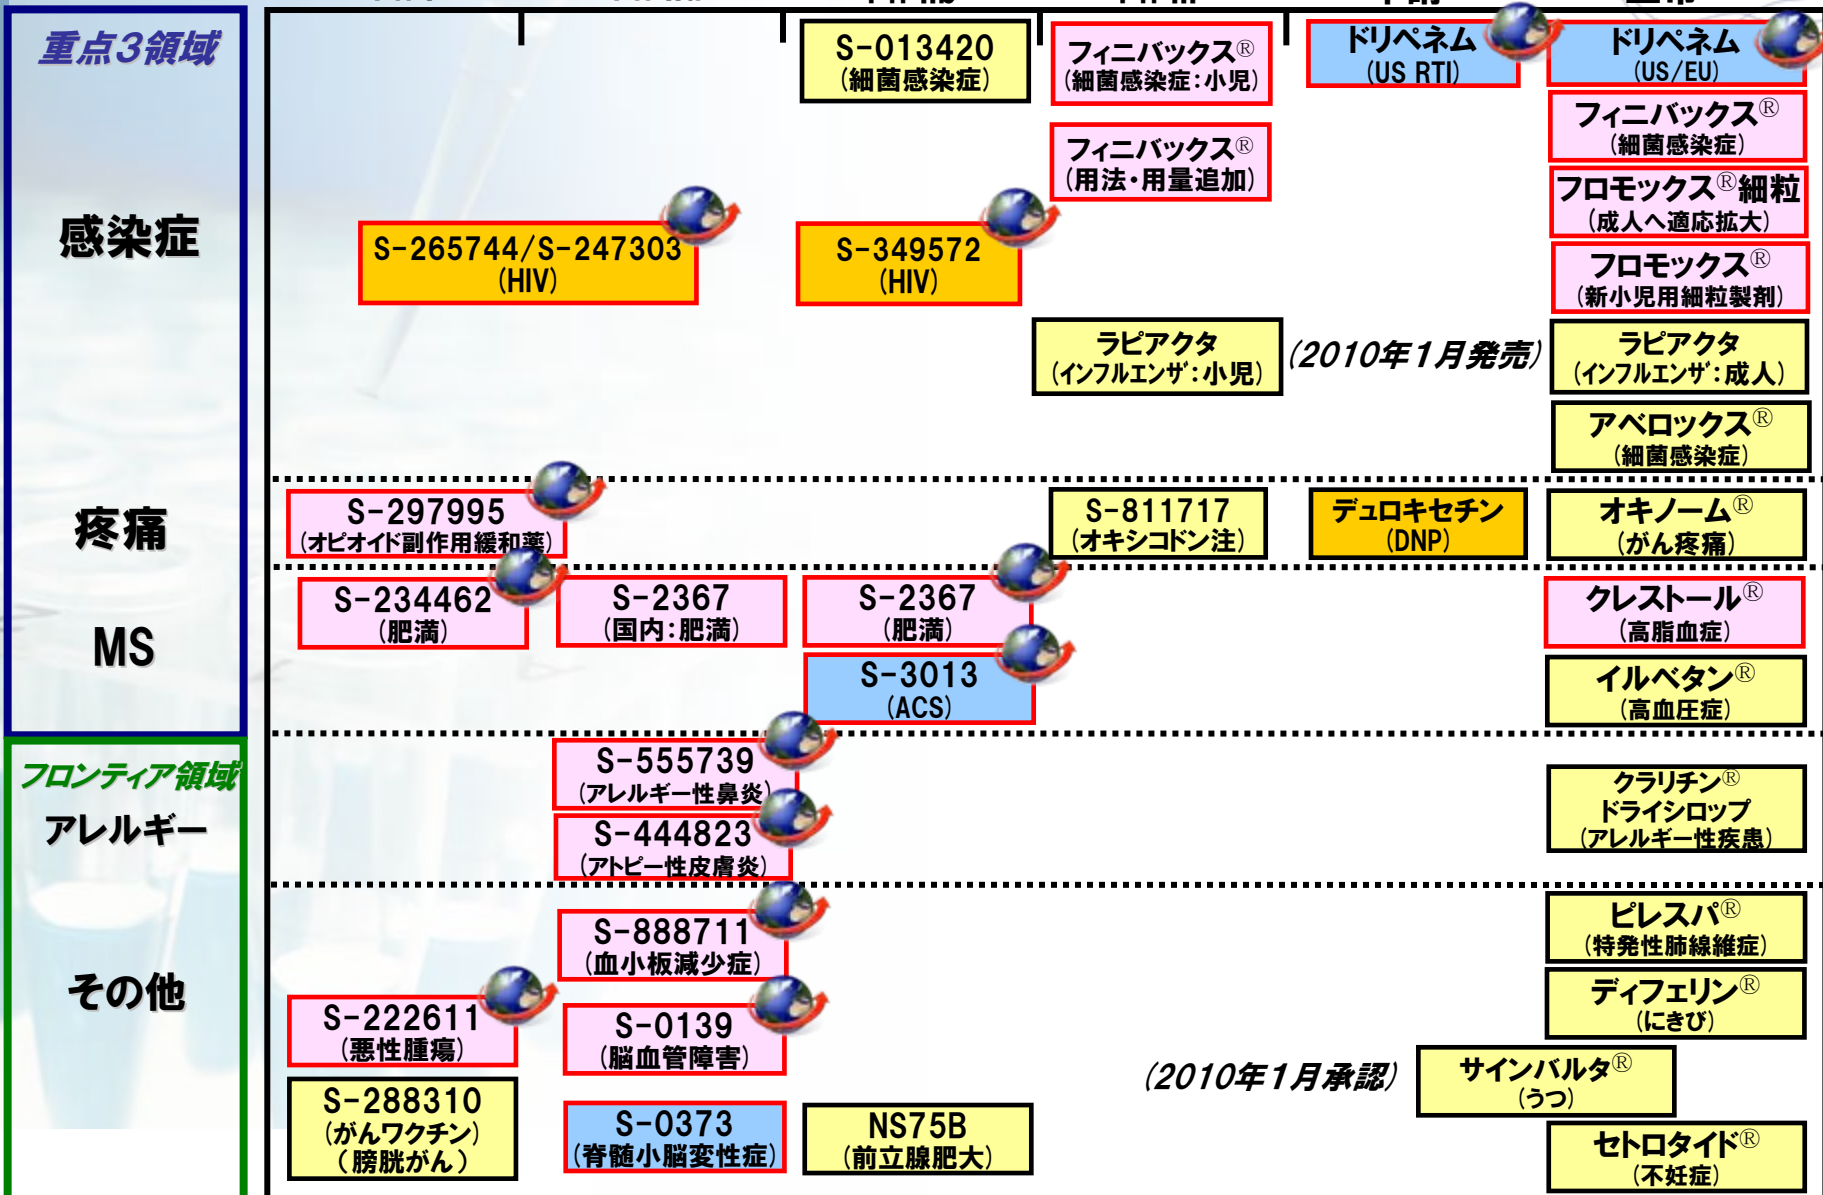 重点3領域
感染症
疼痛
MS
フロンティア領域
アレルギー
その他
S-013420
(細菌感染症)
フィニバックス®
(細菌感染症:小児)
ドリペネム
(US RTI)
ドリペネム
(US/EU)
フィニバックス®
(用法・用量追加)
フィニバックス®
(細菌感染症)
フロモックス®細粒
(成人へ適応拡大)
S-265744/S-247303
(HIV)
S-349572
(HIV)
フロモックス®
(新小児用細粒製剤)
ラピアクタ
(インフルエンザ:小児)
(2010年1月発売)
ラピアクタ
(インフルエンザ:成人)
アベロックス®
(細菌感染症)
S-297995
(オピオイド副作用緩和薬)
S-811717
(オキシコドン注)
デュロキセチン
(DNP)
オキノーム®
(がん疼痛)
S-234462
(肥満)
S-2367
(国内:肥満)
S-2367
(肥満)
クレストール®
(高脂血症)
S-3013
(ACS)
イルベタン®
(高血圧症)
S-555739
(アレルギー性鼻炎)
S-444823
(アトピー性皮膚炎)
クラリチン®
ドライシロップ
(アレルギー性疾患)
S-888711
(血小板減少症)
ピレスパ®
(特発性肺線維症)
S-222611
(悪性腫瘍)
S-0139
(脳血管障害)
ディフェリン®
(にきび)
(2010年1月承認)
サインバルタ®
(うつ)
S-288310
(がんワクチン)
(膀胱がん)
S-0373
(脊髄小脳変性症)
NS75B
(前立腺肥大)
セトロタイド®
(不妊症)